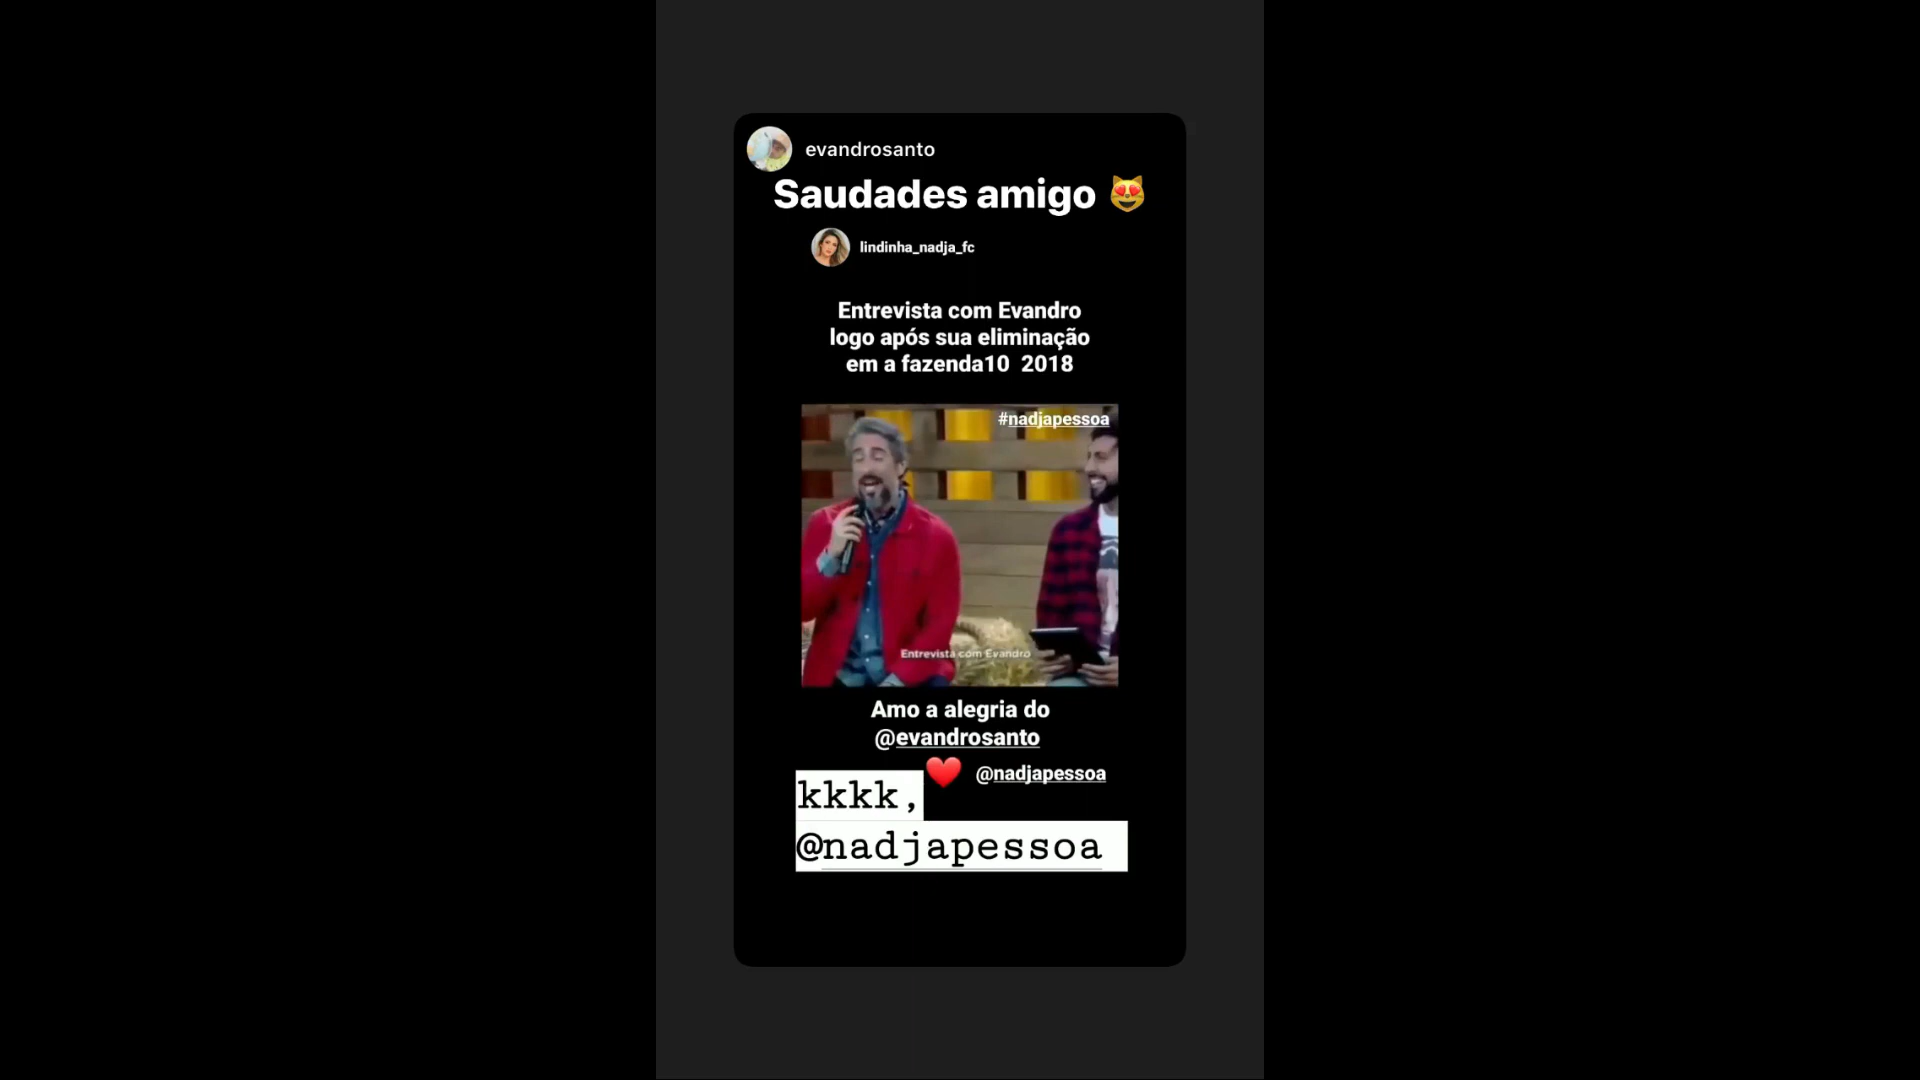 evandrosanto
Saudades amigo 😻
lindinha_nadja_fc
Entrevista com Evandro
logo após sua eliminação
em a fazenda10 2018
#nadjapessoa
Entrevista com Evandro
Amo a alegria do
@evandrosanto
❤️ @nadjapessoa
kkkk,
@nadjapessoa